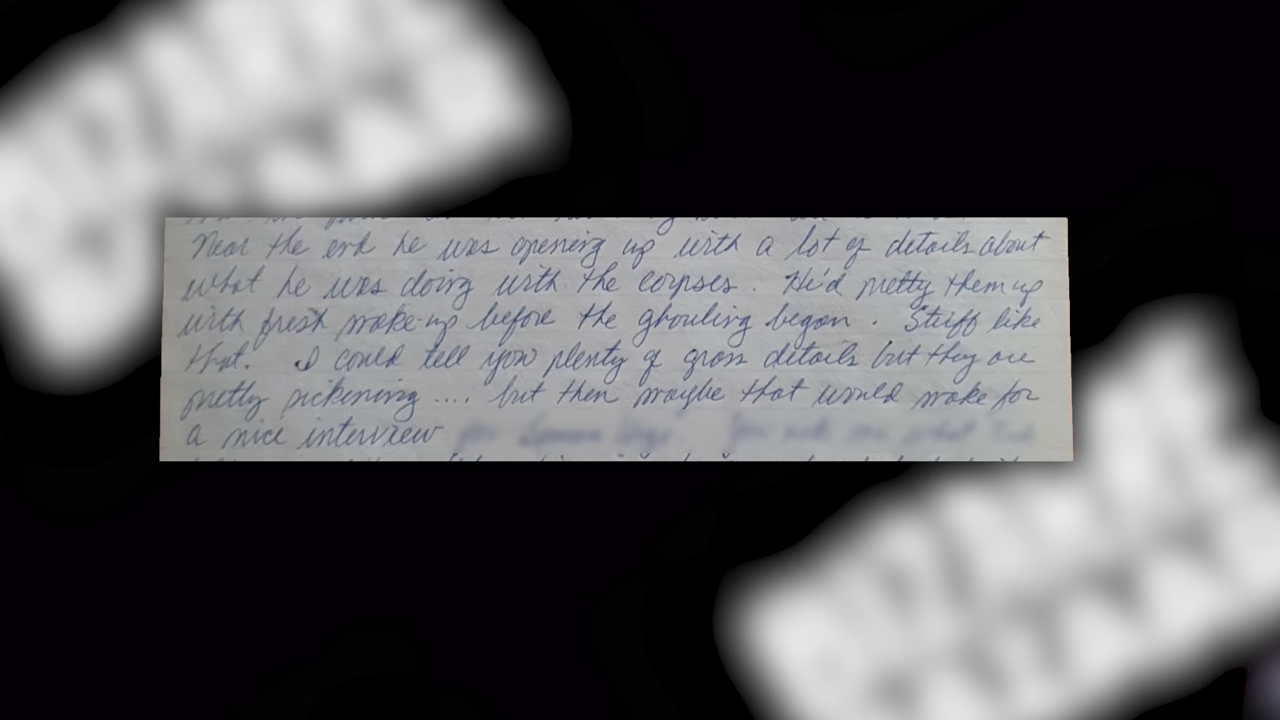 Near the end he was opening up with a lot of details about
what he was doing with the corpses. He'd pretty them up
with fresh make-up before the ghouling began. Stuff like
that. I could tell you plenty of gross details but they are
pretty sickening .... but then maybe that would make for
a nice interview